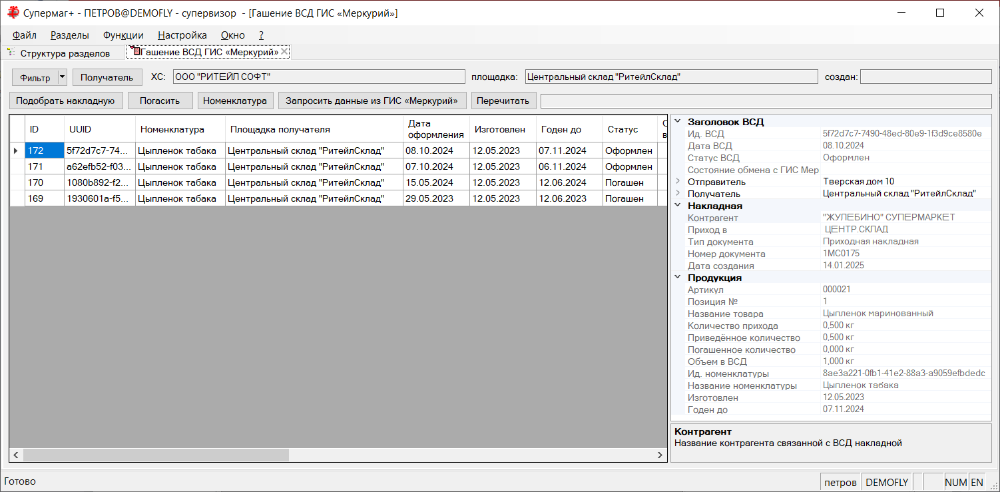 Супермаг+ - ПЕТРОВ@DEMOFLY - супервизор - [Гашение ВСД ГИС «Меркурий»]
Файл Разделы Функции Настройка Окно ?
Структура разделов Гашение ВСД ГИС «Меркурий»
Фильтр Получатель ХС: ООО "РИТЕЙЛ СОФТ" площадка: Центральный склад "РитейлСклад" создан:
Подобрать накладную Погасить Номенклатура Запросить данные из ГИС «Меркурий» Перечитать
ID UUID Номенклатура Площадка получателя Дата оформления Изготовлен Годен до Статус
172 5f72d7c7-74... Цыпленок табака Центральный склад "РитейлСклад" 08.10.2024 12.05.2023 07.11.2024 Оформлен
171 a62efb52-f03... Цыпленок табака Центральный склад "РитейлСклад" 07.10.2024 12.05.2023 06.11.2024 Оформлен
170 1080b892-f2... Цыпленок табака Центральный склад "РитейлСклад" 15.05.2024 12.05.2023 12.06.2024 Погашен
169 1930601a-f5... Цыпленок табака Центральный склад "РитейлСклад" 29.05.2023 12.05.2023 12.06.2023 Погашен
Заголовок ВСД
Ид. ВСД 5f72d7c7-7490-48ed-80e9-1f3d9ce8580e
Дата ВСД 08.10.2024
Статус ВСД Оформлен
Состояние обмена с ГИС Мер
Отправитель Тверская дом 10
Получатель Центральный склад "РитейлСклад"
Накладная
Контрагент "ЖУЛЕБИНО" СУПЕРМАРКЕТ
Приход в ЦЕНТР.СКЛАД
Тип документа Приходная накладная
Номер документа 1МС0175
Дата создания 14.01.2025
Продукция
Артикул 000021
Позиция № 1
Название товара Цыпленок маринованный
Количество прихода 0,500 кг
Приведённое количество 0,500 кг
Погашенное количество 0,000 кг
Объем в ВСД 1,000 кг
Ид. номенклатуры 8ae3a221-0fb1-41e2-88a3-a9059efbdedc
Название номенклатуры Цыпленок табака
Изготовлен 12.05.2023
Годен до 07.11.2024
Контрагент
Название контрагента связанной с ВСД накладной
Готово петров DEMOFLY NUM EN